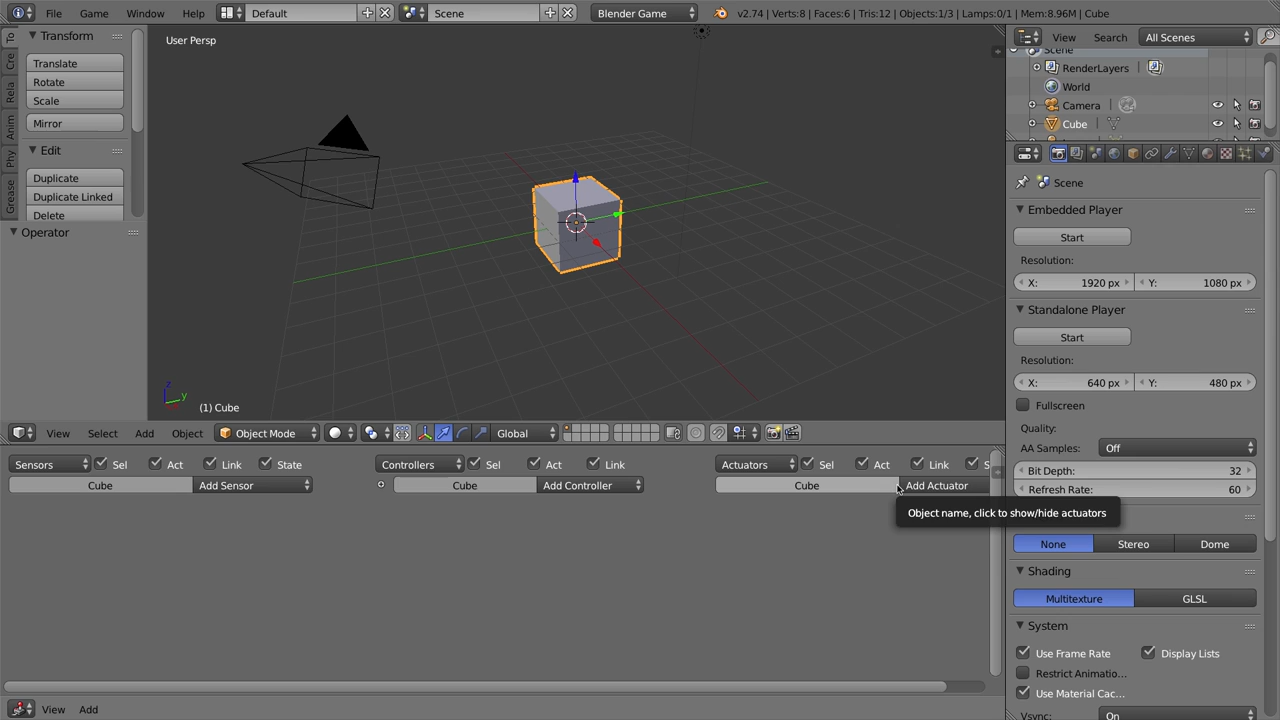 File Game Window Help Default Scene Blender Game v2.74 | Verts:8 | Faces:6 | Tris:12 | Objects:1/3 | Lamps:0/1 | Mem:8.96M | Cube
To
Cre
Rela
Anim
Phy
Grease
Transform
Translate
Rotate
Scale
Mirror
Edit
Duplicate
Duplicate Linked
Delete
Operator
User Persp
z
y
(1) Cube
View Select Add Object Object Mode Global
Sensors Sel Act Link State Controllers Sel Act Link Actuators Sel Act Link S
Cube Add Sensor Cube Add Controller Cube Add Actuator
Object name, click to show/hide actuators
View Add
View Search All Scenes
Scene
RenderLayers
World
Camera
Cube
Scene
Embedded Player
Start
Resolution:
X: 1920 px Y: 1080 px
Standalone Player
Start
Resolution:
X: 640 px Y: 480 px
Fullscreen
Quality:
AA Samples: Off
Bit Depth: 32
Refresh Rate: 60
None Stereo Dome
Shading
Multitexture GLSL
System
Use Frame Rate Display Lists
Restrict Animatio...
Use Material Cac...
Vsync: On